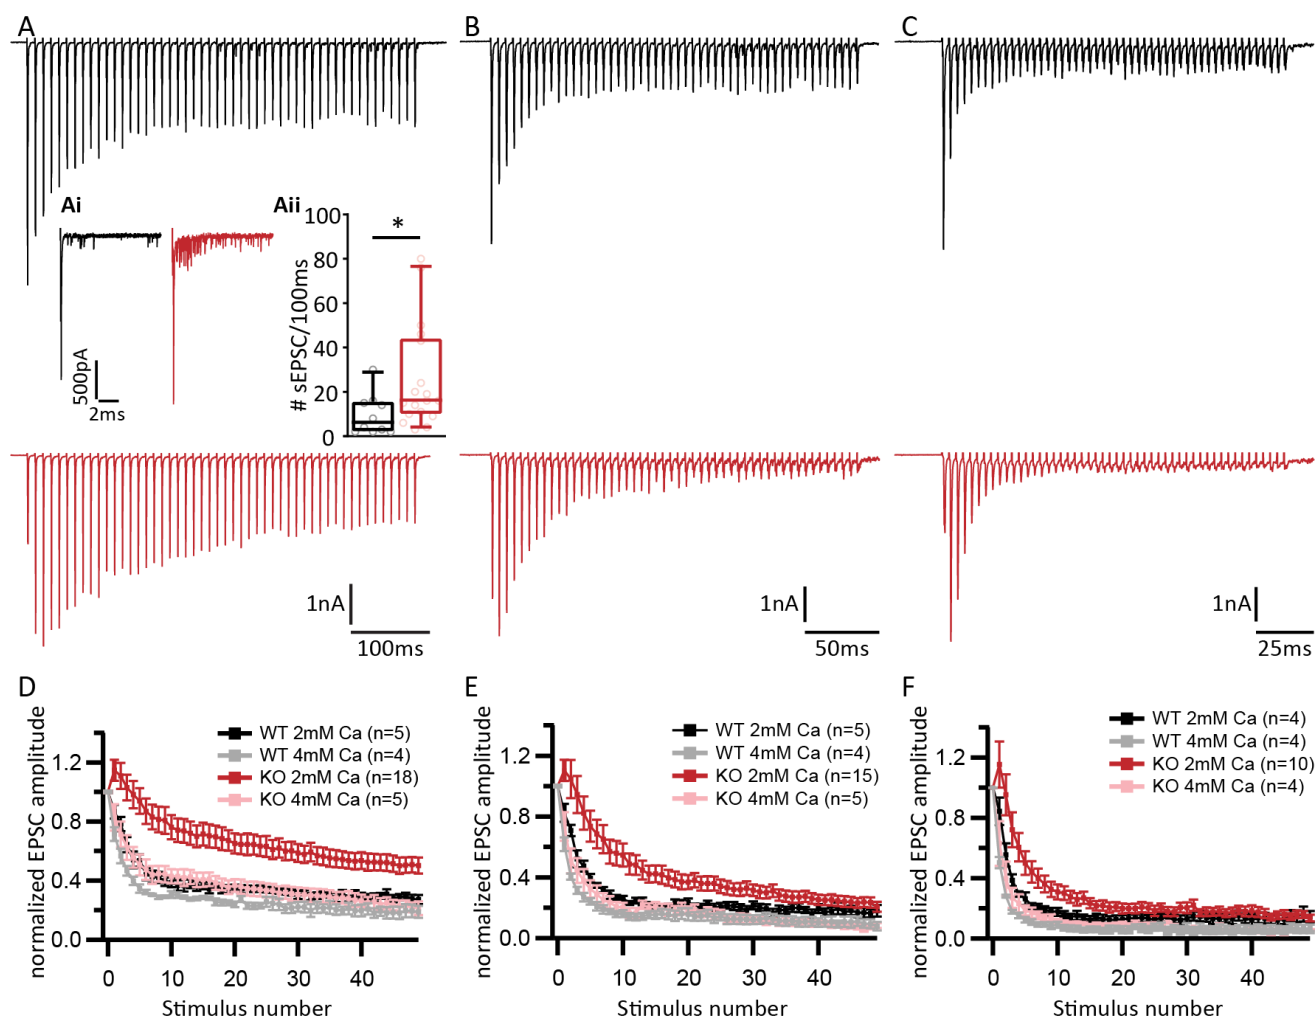 A
B
C
Ai
Aii
100
80
60
40
20
0
# sEPSC/100ms
*
500pA
2ms
1nA
100ms
1nA
50ms
1nA
25ms
D
normalized EPSC amplitude
1.2
0.8
0.4
0.0
WT 2mM Ca (n=5)
WT 4mM Ca (n=4)
KO 2mM Ca (n=18)
KO 4mM Ca (n=5)
0 10 20 30 40
Stimulus number
E
normalized EPSC amplitude
1.2
0.8
0.4
0.0
WT 2mM Ca (n=5)
WT 4mM Ca (n=4)
KO 2mM Ca (n=15)
KO 4mM Ca (n=5)
0 10 20 30 40
Stimulus number
F
normalized EPSC amplitude
1.2
0.8
0.4
0.0
WT 2mM Ca (n=4)
WT 4mM Ca (n=4)
KO 2mM Ca (n=10)
KO 4mM Ca (n=4)
0 10 20 30 40
Stimulus number